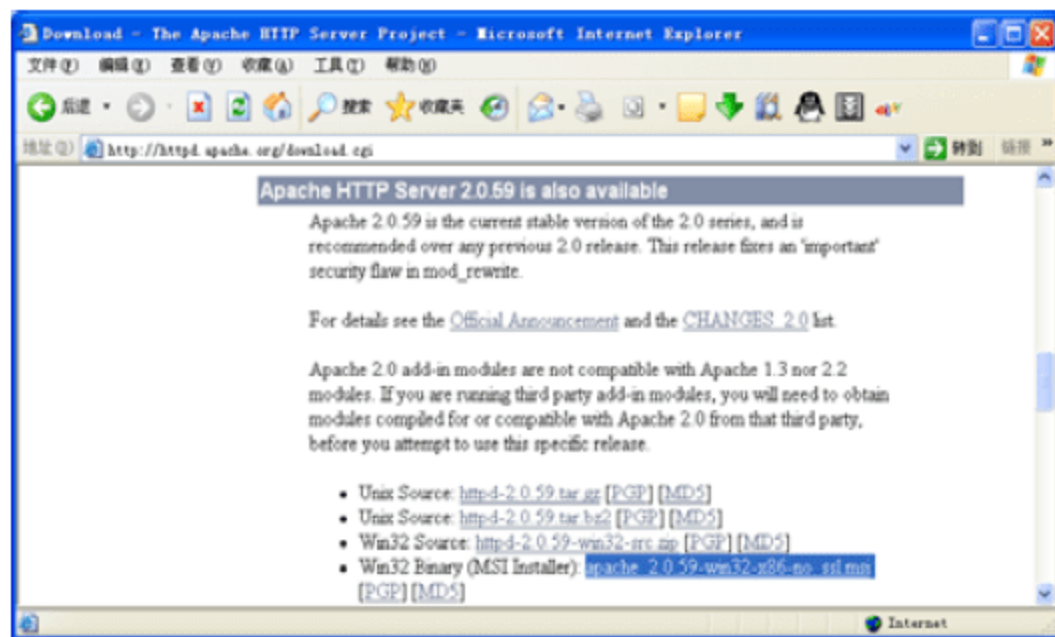 Download - The Apache HTTP Server Project - Microsoft Internet Explorer
文件(F) 编辑(E) 查看(V) 收藏(A) 工具(T) 帮助(H)
后退 搜索 收藏夹
地址(D) http://httpd.apache.org/download.cgi 转到 链接 »
Apache HTTP Server 2.0.59 is also available
Apache 2.0.59 is the current stable version of the 2.0 series, and is
recommended over any previous 2.0 release. This release fixes an 'important'
security flaw in mod_rewrite.
For details see the Official Announcement and the CHANGES_2.0 list.
Apache 2.0 add-in modules are not compatible with Apache 1.3 nor 2.2
modules. If you are running third party add-in modules, you will need to obtain
modules compiled for or compatible with Apache 2.0 from that third party,
before you attempt to use this specific release.
• Unix Source: httpd-2.0.59.tar.gz [PGP] [MD5]
• Unix Source: httpd-2.0.59.tar.bz2 [PGP] [MD5]
• Win32 Source: httpd-2.0.59-win32-src.zip [PGP] [MD5]
• Win32 Binary (MSI Installer): apache_2.0.59-win32-x86-no_ssl.msi
[PGP] [MD5]
Internet